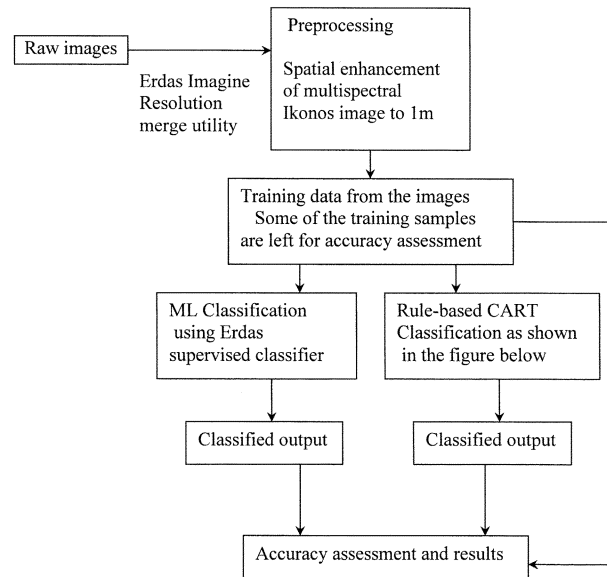 Raw images
Erdas Imagine
Resolution
merge utility
Preprocessing
Spatial enhancement
of multispectral
Ikonos image to 1m
Training data from the images
Some of the training samples
are left for accuracy assessment
ML Classification
using Erdas
supervised classifier
Rule-based CART
Classification as shown
in the figure below
Classified output
Classified output
Accuracy assessment and results